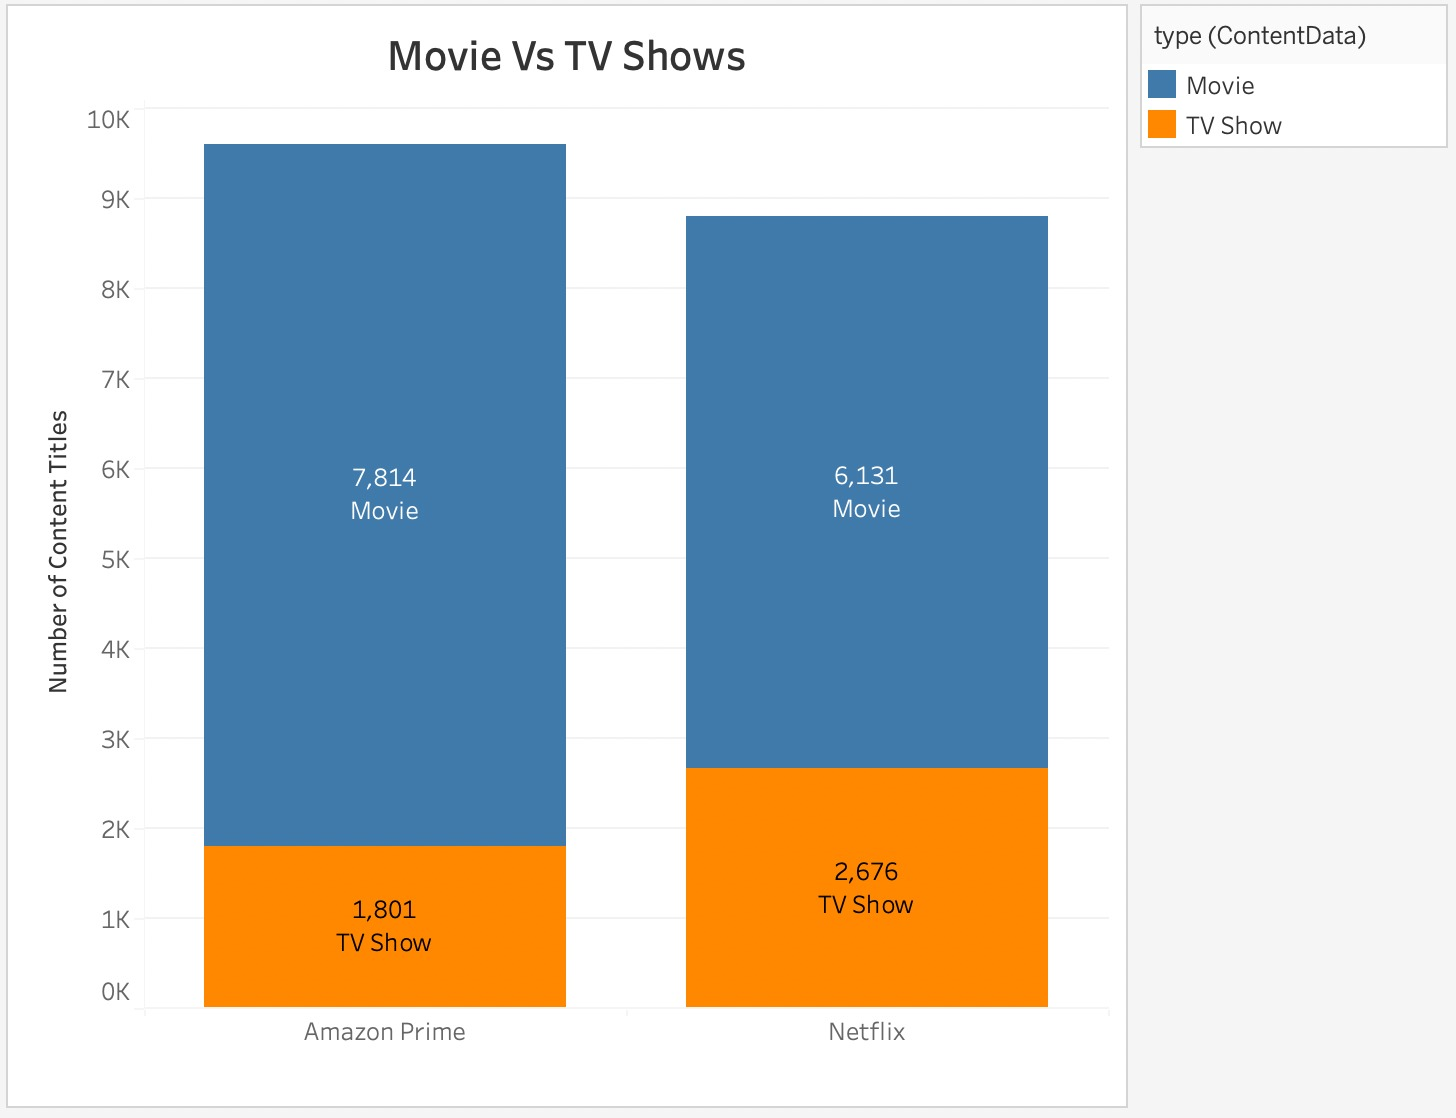 Movie Vs TV Shows
type (ContentData)
Movie
TV Show
Number of Content Titles
10K
9K
8K
7K
6K
5K
4K
3K
2K
1K
0K
7,814
Movie
1,801
TV Show
6,131
Movie
2,676
TV Show
Amazon Prime
Netflix